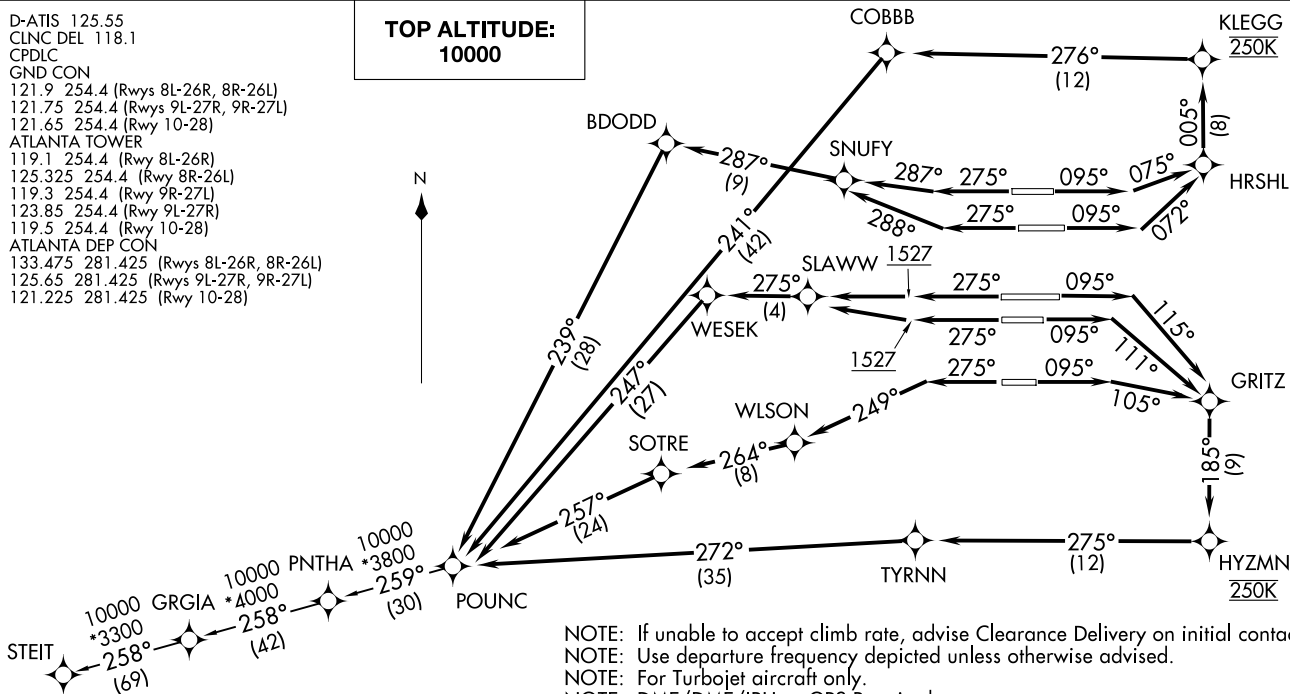 D-ATIS 125.55
CLNC DEL 118.1
CPDLC
GND CON
121.9 254.4 (Rwys 8L-26R, 8R-26L)
121.75 254.4 (Rwys 9L-27R, 9R-27L)
121.65 254.4 (Rwy 10-28)
ATLANTA TOWER
119.1 254.4 (Rwy 8L-26R)
125.325 254.4 (Rwy 8R-26L)
119.3 254.4 (Rwy 9R-27L)
123.85 254.4 (Rwy 9L-27R)
119.5 254.4 (Rwy 10-28)
ATLANTA DEP CON
133.475 281.425 (Rwys 8L-26R, 8R-26L)
125.65 281.425 (Rwys 9L-27R, 9R-27L)
121.225 281.425 (Rwy 10-28)
TOP ALTITUDE:
10000
N
COBBB
KLEGG
250K
276°
(12)
005°
(8)
BDODD
287°
(9)
SNUFY
287°
275°
095°
075°
HRSHL
288°
275°
095°
072°
241°
(42)
SLAWW
1527
275°
095°
275°
(4)
WESEK
115°
1527
275°
095°
111°
239°
(28)
247°
(27)
275°
095°
105°
GRITZ
249°
WLSON
SOTRE
264°
(8)
185°
(9)
257°
(24)
272°
(35)
TYRNN
275°
(12)
HYZMN
250K
POUNC
10000
*3800
259°
(30)
PNTHA
10000
*4000
258°
(42)
GRGIA
10000
*3300
258°
(69)
STEIT
NOTE: If unable to accept climb rate, advise Clearance Delivery on initial conta
NOTE: Use departure frequency depicted unless otherwise advised.
NOTE: For Turbojet aircraft only.